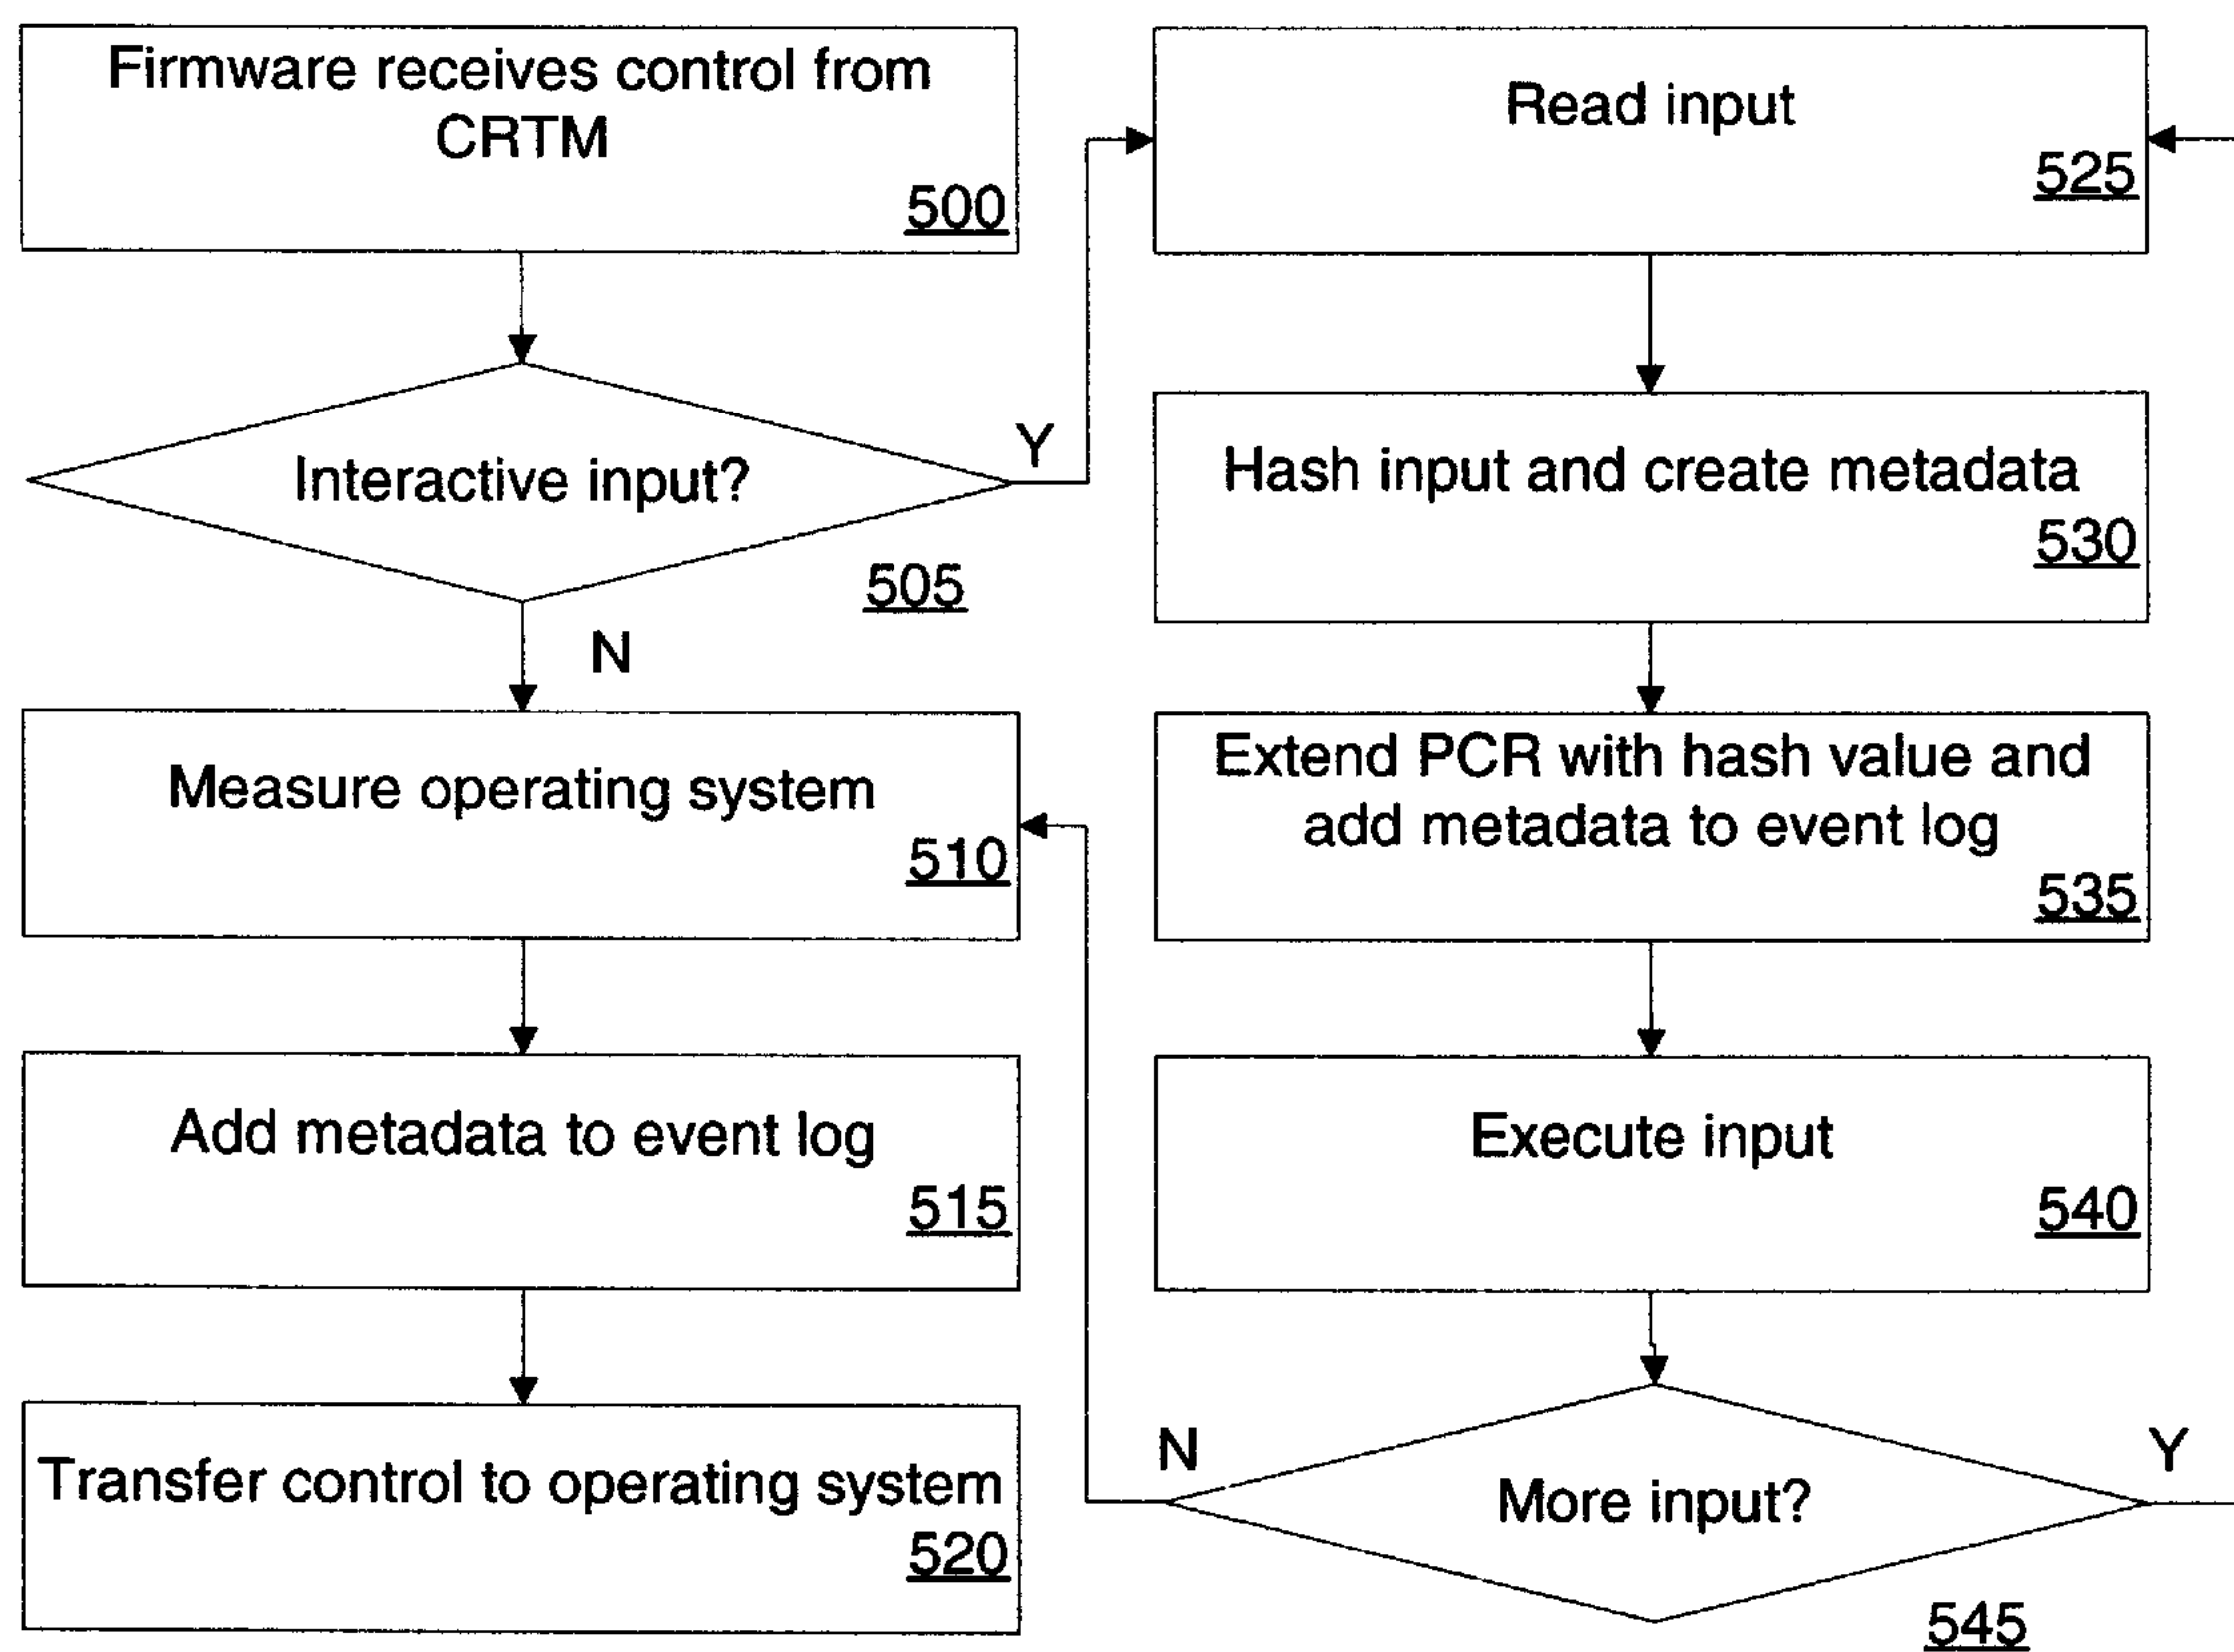 Firmware receives control from
CRTM
500
Interactive input?
Y
505
N
Measure operating system
510
Add metadata to event log
515
Transfer control to operating system
520
Read input
525
Hash input and create metadata
530
Extend PCR with hash value and
add metadata to event log
535
Execute input
540
More input?
N
Y
545